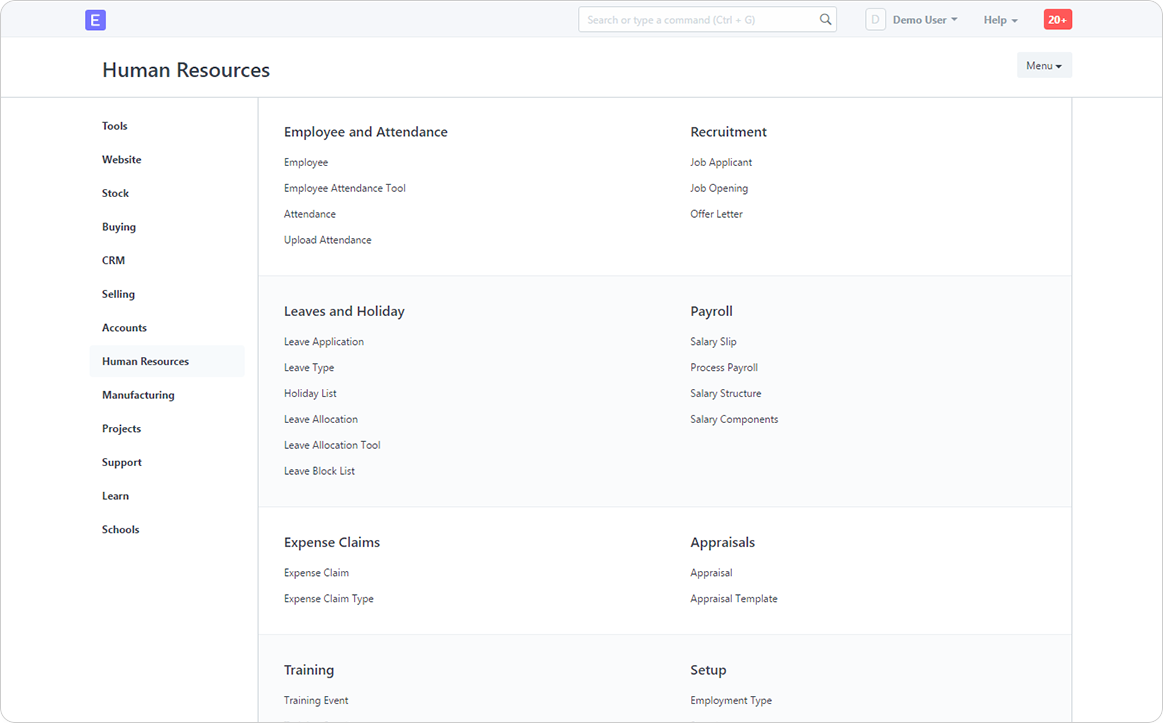 E
Search or type a command (Ctrl + G)
D
Demo User
Help
20+
Human Resources
Menu
Tools
Website
Stock
Buying
CRM
Selling
Accounts
Human Resources
Manufacturing
Projects
Support
Learn
Schools
Employee and Attendance
Employee
Employee Attendance Tool
Attendance
Upload Attendance
Recruitment
Job Applicant
Job Opening
Offer Letter
Leaves and Holiday
Leave Application
Leave Type
Holiday List
Leave Allocation
Leave Allocation Tool
Leave Block List
Payroll
Salary Slip
Process Payroll
Salary Structure
Salary Components
Expense Claims
Expense Claim
Expense Claim Type
Appraisals
Appraisal
Appraisal Template
Training
Training Event
Setup
Employment Type